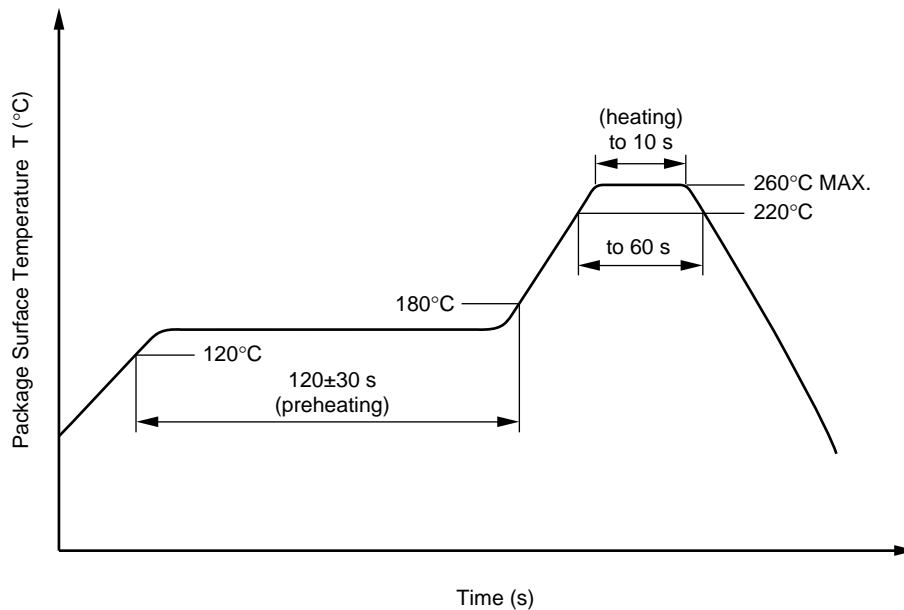 Package Surface Temperature T (°C)
(heating)
to 10 s
260°C MAX.
220°C
to 60 s
180°C
120°C
120±30 s
(preheating)
Time (s)